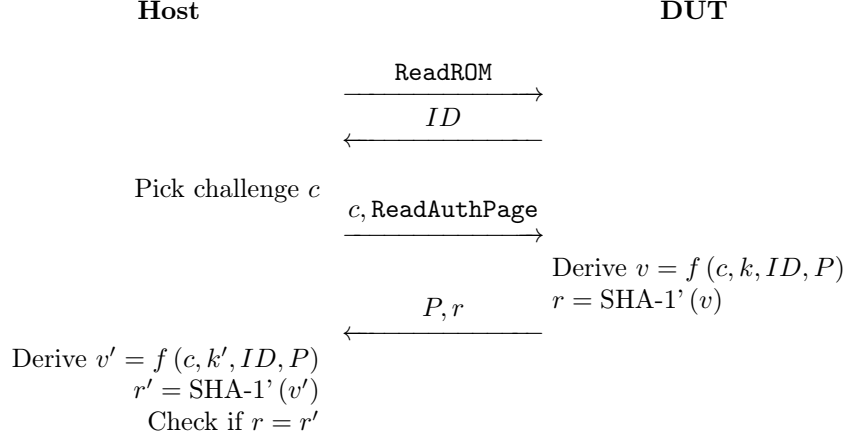 Host DUT
ReadROM
ID
Pick challenge c
c, ReadAuthPage
Derive v = f (c, k, ID, P)
r = SHA-1' (v)
P, r
Derive v′ = f (c, k′, ID, P)
r′ = SHA-1' (v′)
Check if r = r′